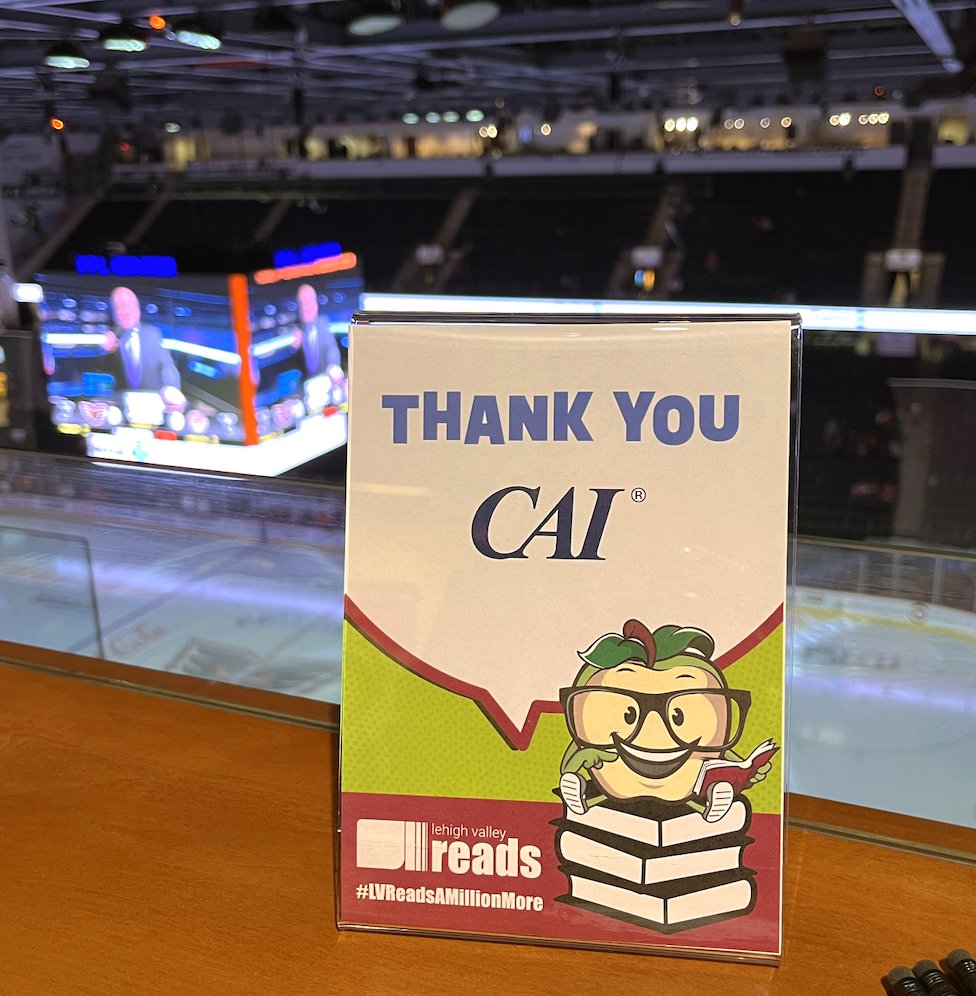 THANK YOU
CAI®
lehigh valley
reads
#LVReadsAMillionMore